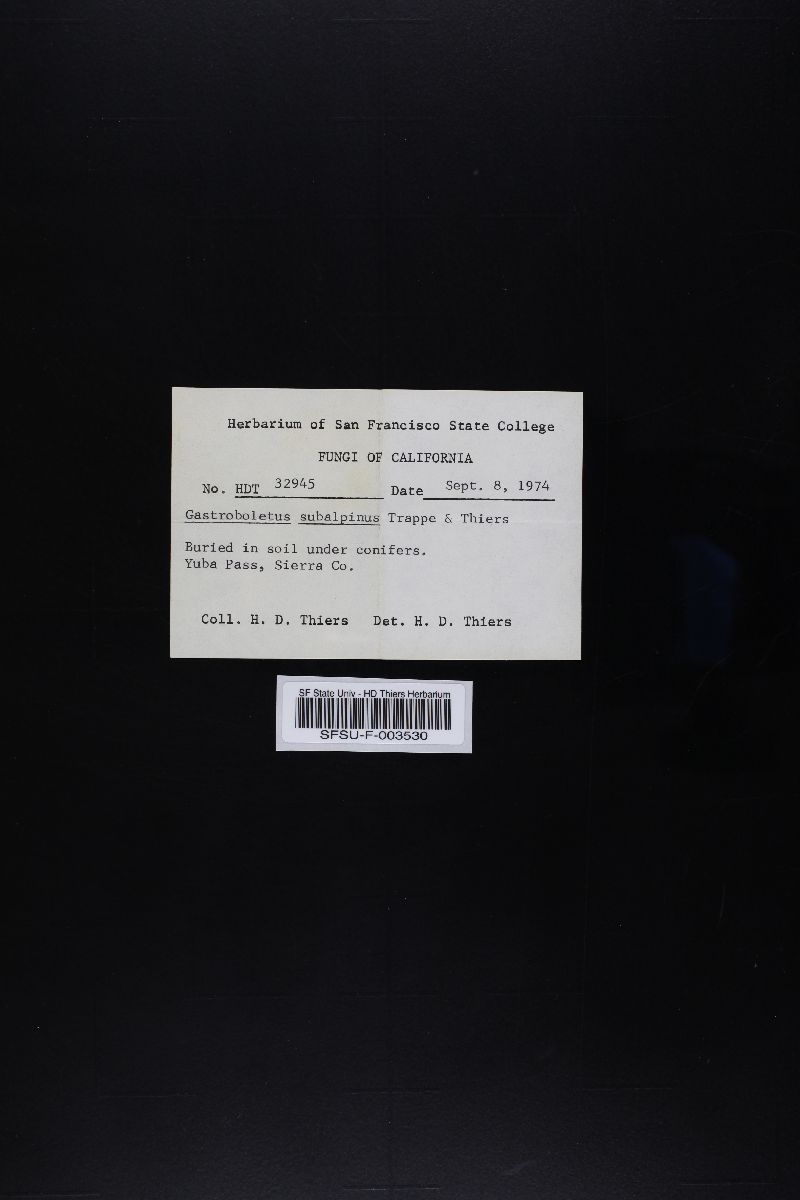 Herbarium of San Francisco State College
FUNGI OF CALIFORNIA
No. HDT 32945 Date Sept. 8, 1974
Gastroboletus subalpinus Trappe & Thiers
Buried in soil under conifers.
Yuba Pass, Sierra Co.
Coll. H. D. Thiers Det. H. D. Thiers
SF State Univ - HD Thiers Herbarium
SFSU-F-003530